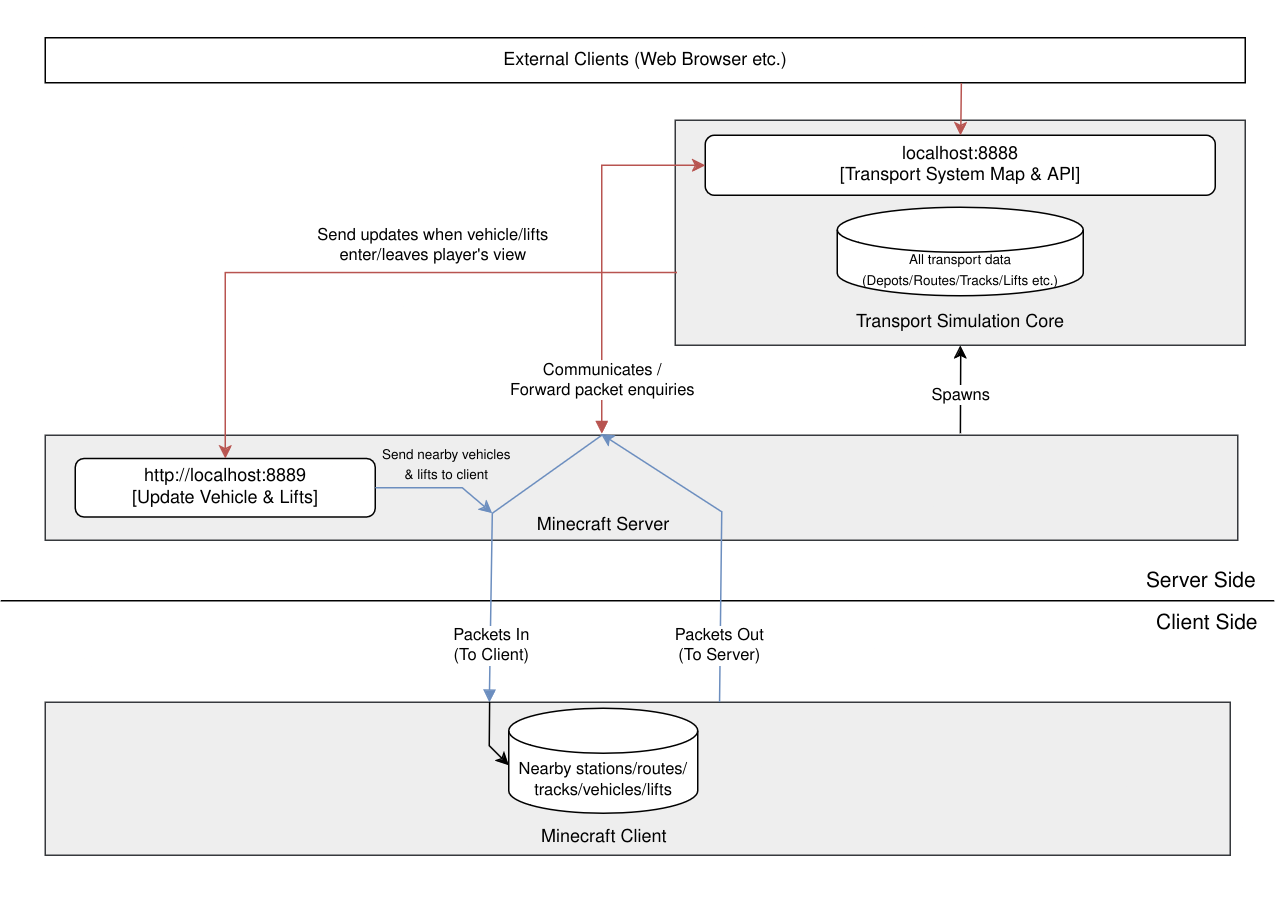 External Clients (Web Browser etc.)
localhost:8888
[Transport System Map & API]
All transport data
(Depots/Routes/Tracks/Lifts etc.)
Transport Simulation Core
Send updates when vehicle/lifts
enter/leaves player's view
Communicates /
Forward packet enquiries
Spawns
http://localhost:8889
[Update Vehicle & Lifts]
Send nearby vehicles
& lifts to client
Minecraft Server
Server Side
Client Side
Packets In
(To Client)
Packets Out
(To Server)
Nearby stations/routes/
tracks/vehicles/lifts
Minecraft Client